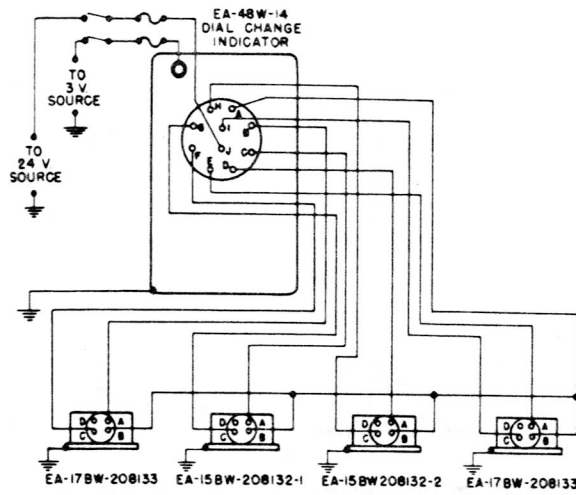 EA-48W-14
DIAL CHANGE
INDICATOR
TO
3 V.
SOURCE
TO
24 V
SOURCE
H
A
G
I
B
F
J
C
E
D
D
A
C
B
D
A
C
B
D
A
C
B
D
A
C
B
EA-17BW-208133
EA-15BW-208132-1
EA-15BW208132-2
EA-17BW-208133